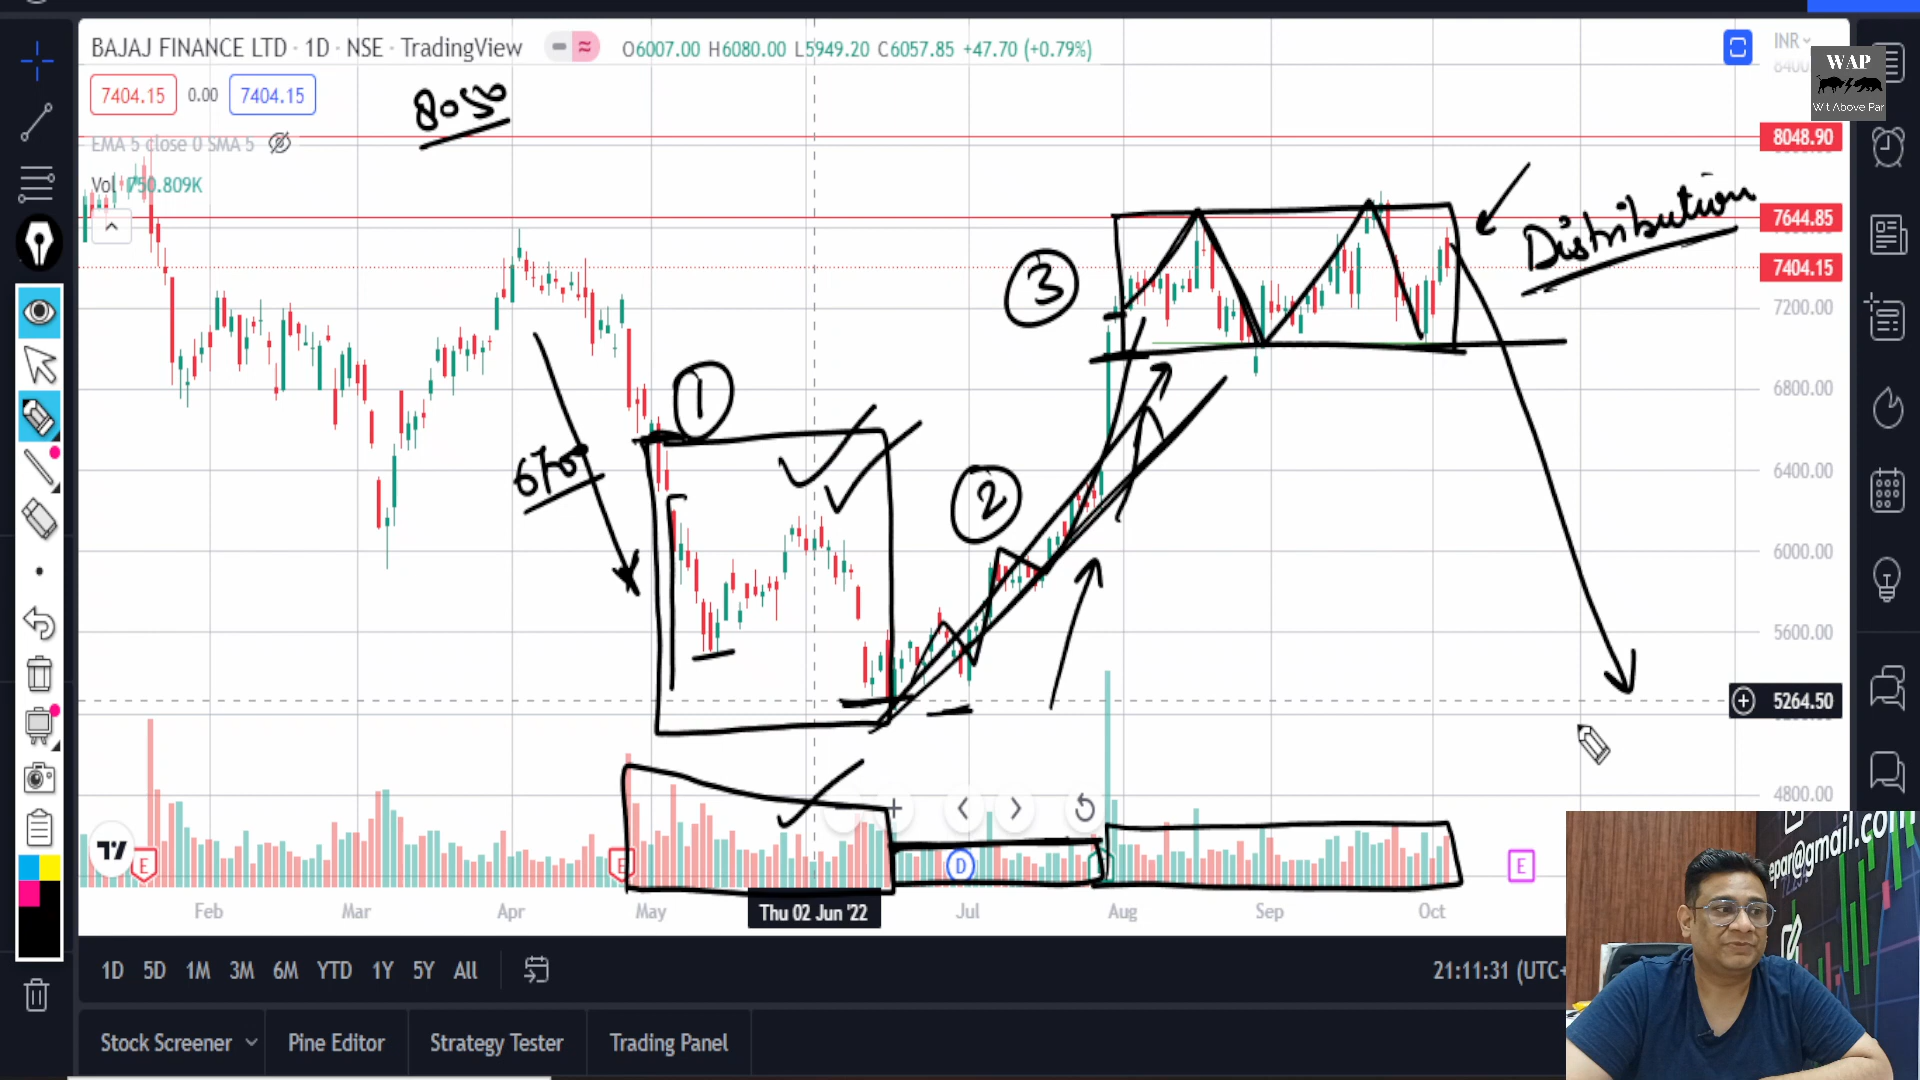 BAJAJ FINANCE LTD · 1D · NSE · TradingView
O6007.00 H6080.00 L5949.20 C6057.85 +47.70 (+0.79%)
INR
7404.15 0.00 7404.15
8050
WAP
Wit Above Par
EMA 5 close 0 SMA 5
Vol 750.809K
8048.90
7644.85
7404.15
7200.00
6800.00
6400.00
6000.00
5600.00
5264.50
4800.00
Distribution
3
1
2
E
E
D
E
Feb Mar Apr May Thu 02 Jun '22 Jul Aug Sep Oct
1D 5D 1M 3M 6M YTD 1Y 5Y All
21:11:31 (UTC+
epar@gmail.com
Stock Screener Pine Editor Strategy Tester Trading Panel